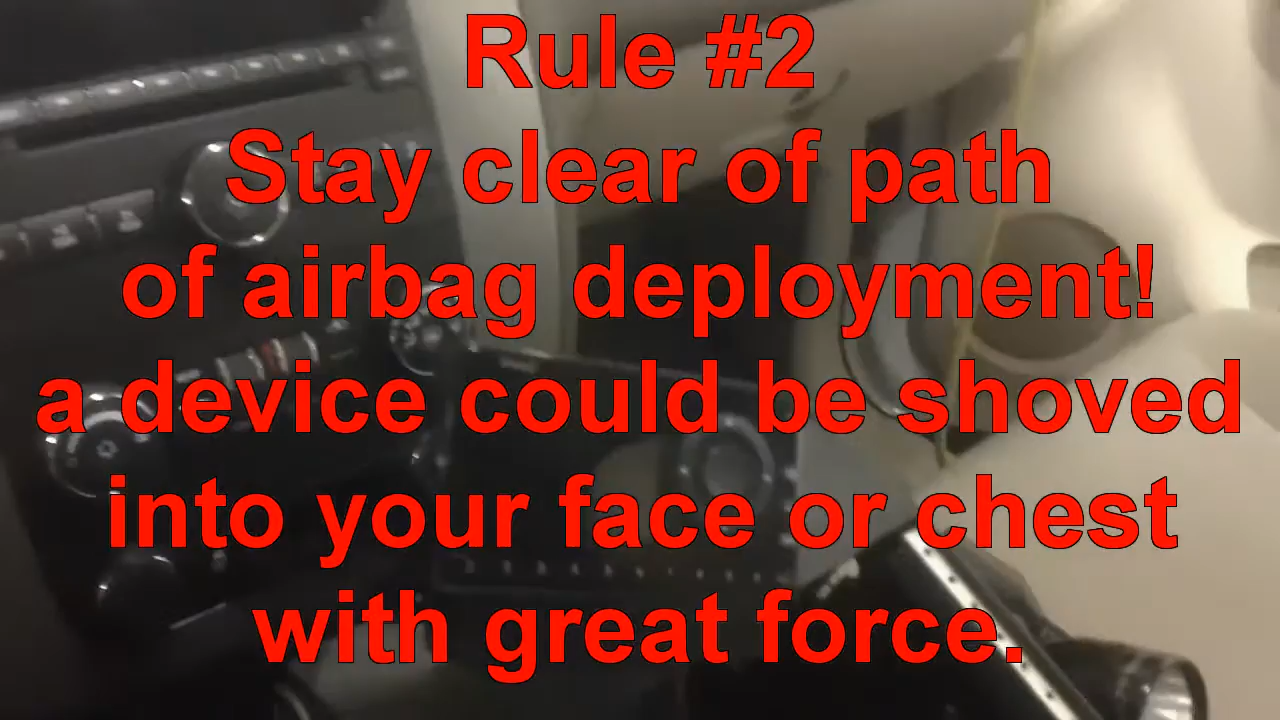 Rule #2
Stay clear of path
of airbag deployment!
a device could be shoved
into your face or chest
with great force.